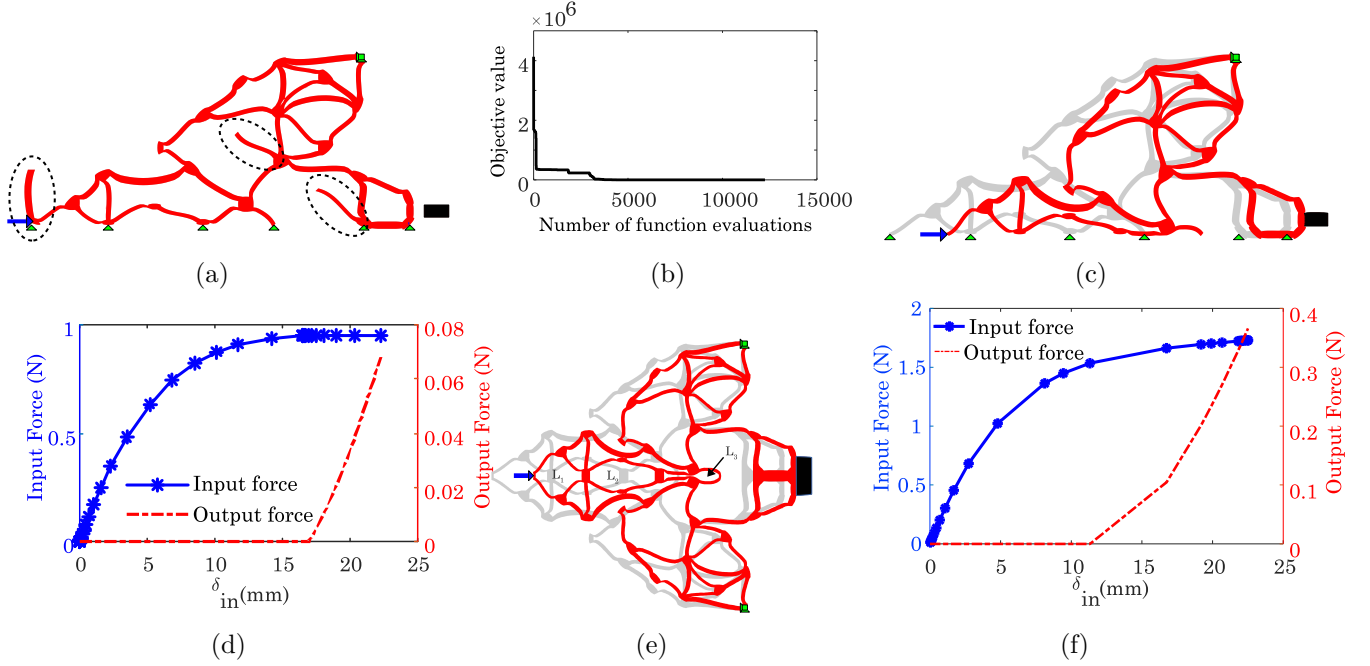 ×10⁶
4
2
0
Objective value
0 5000 10000 15000
Number of function evaluations
(a)
(b)
(c)
1
0.5
0
Input Force (N)
0.08
0.06
0.04
0.02
0
Output Force (N)
Input force
Output force
0 5 10 15 20 25
δin(mm)
(d)
L1
L2
L3
(e)
2
1.5
1
0.5
0
Input Force (N)
0.4
0.3
0.2
0.1
0
Output Force (N)
Input force
Output force
0 5 10 15 20 25
δin(mm)
(f)